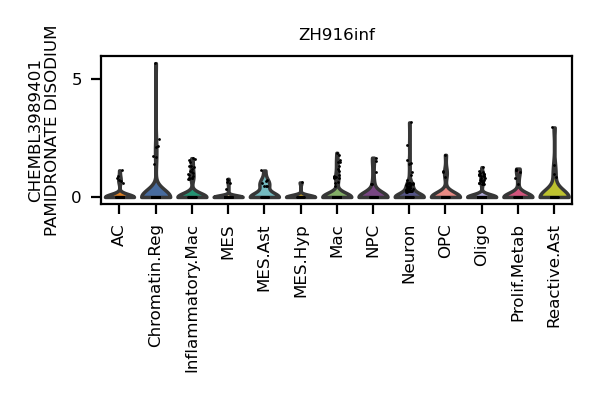 ZH916inf
CHEMBL3989401
PAMIDRONATE DISODIUM
5
0
AC
Chromatin.Reg
Inflammatory.Mac
MES
MES.Ast
MES.Hyp
Mac
NPC
Neuron
OPC
Oligo
Prolif.Metab
Reactive.Ast